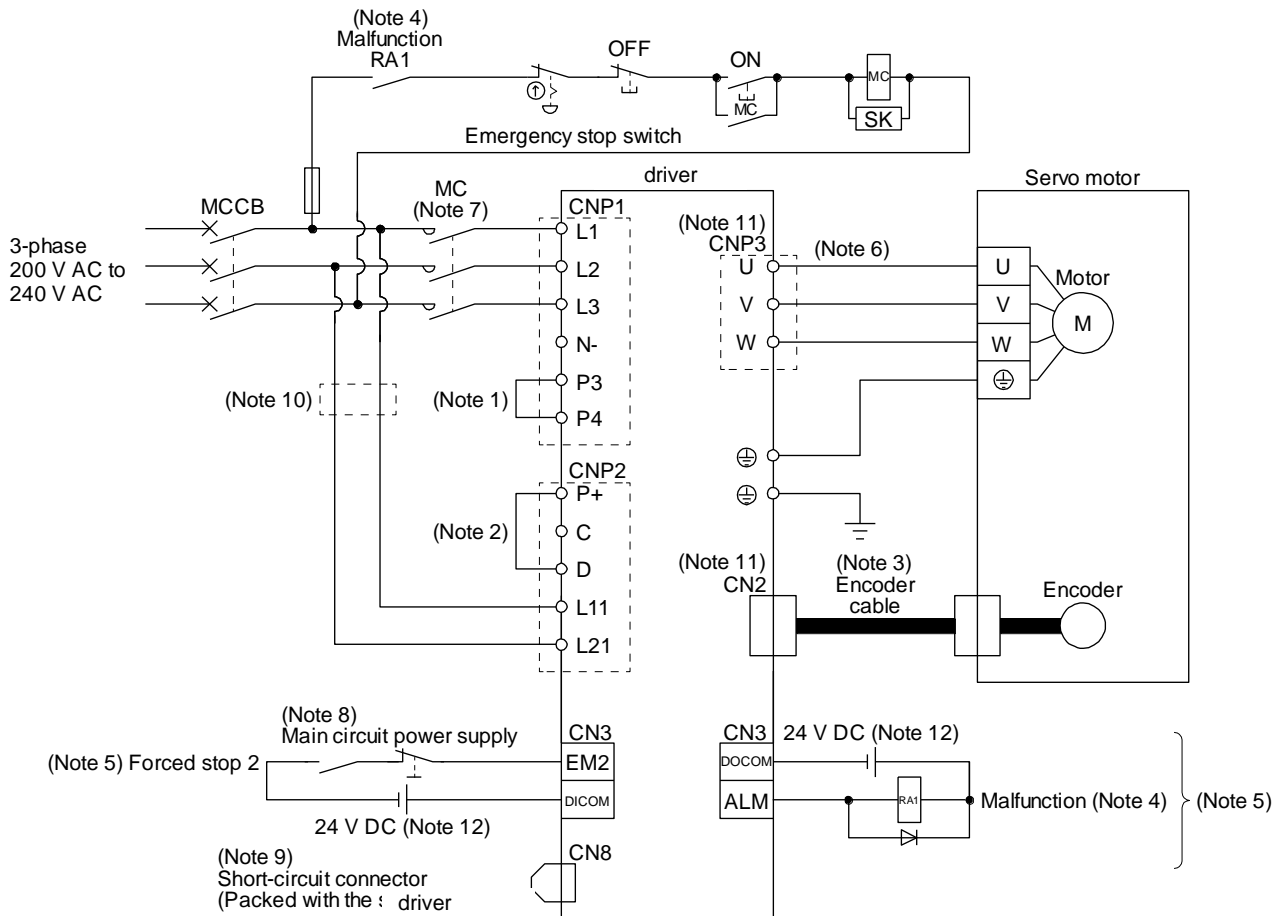 (Note 4)
Malfunction
RA1
OFF
ON
MC
MC
SK
Emergency stop switch
driver
Servo motor
MCCB
MC
(Note 7)
CNP1
(Note 11)
CNP3
(Note 6)
3-phase
200 V AC to
240 V AC
L1
L2
L3
N-
P3
P4
U
V
W
U
V
W
Motor
M
(Note 10)
(Note 1)
CNP2
P+
C
D
L11
L21
(Note 2)
(Note 11)
CN2
(Note 3)
Encoder
cable
Encoder
(Note 8)
Main circuit power supply
CN3
CN3
24 V DC (Note 12)
(Note 5) Forced stop 2
EM2
DOCOM
DICOM
ALM
RA1
Malfunction (Note 4)
(Note 5)
24 V DC (Note 12)
(Note 9)
Short-circuit connector
(Packed with the driver
CN8